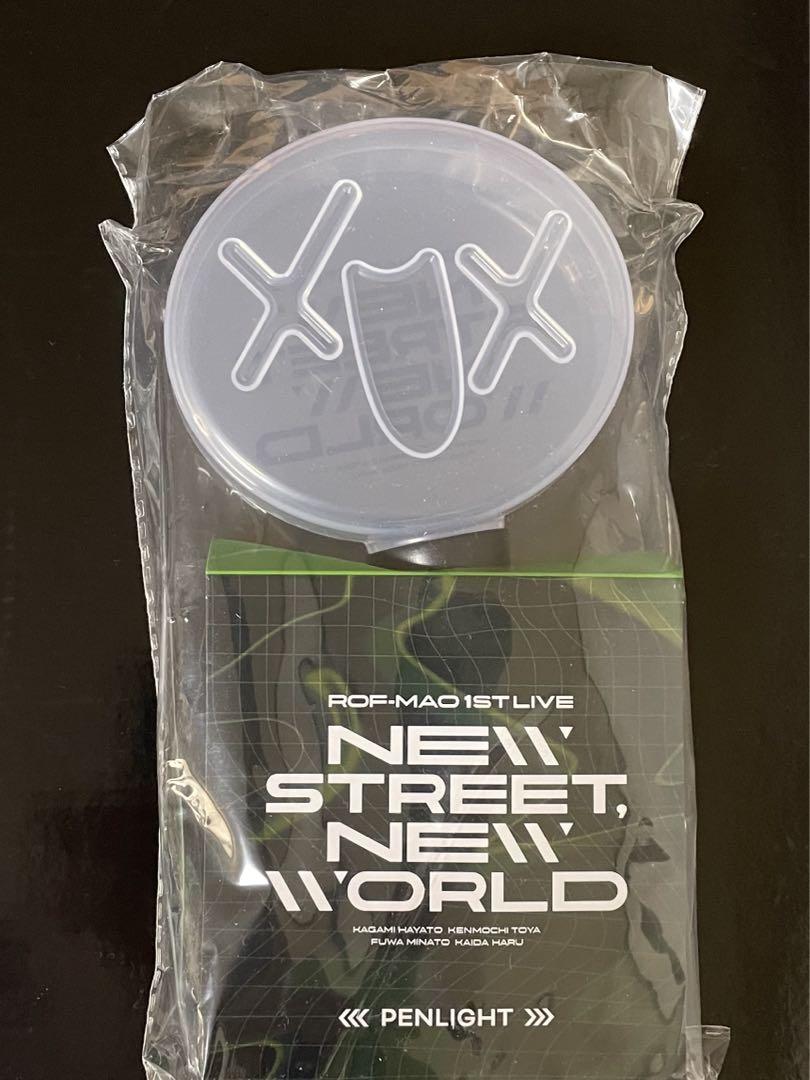 ROF-MAO 1ST LIVE
NEW
STREET,
NEW
WORLD
KAGAMI HAYATO KENMOCHI TOYA
FUWA MINATO KAIDA HARU
<<< PENLIGHT >>>